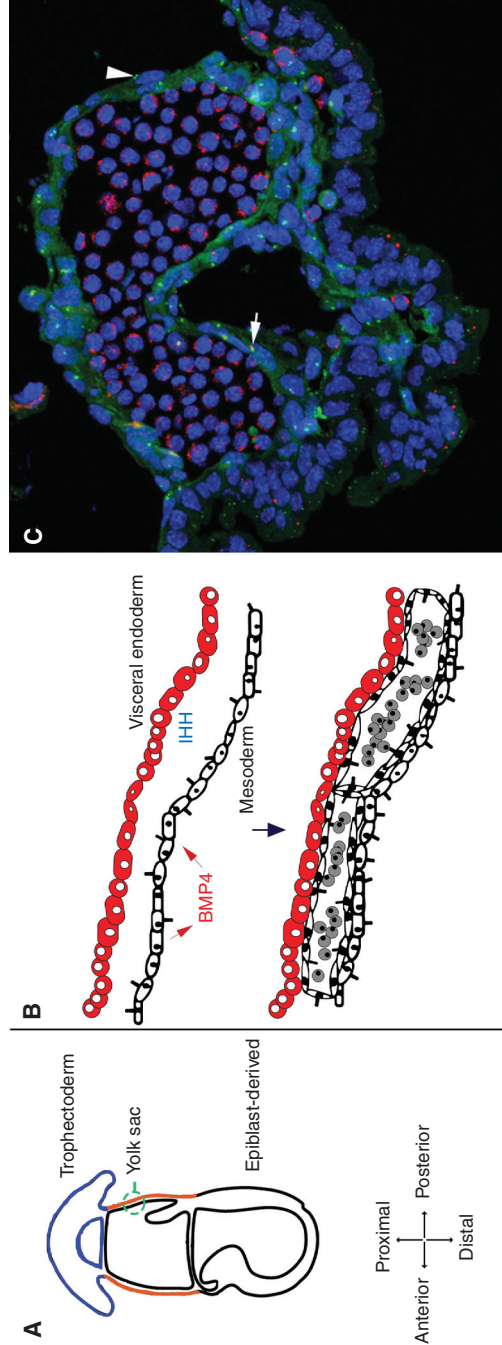 A
Trophectoderm
Yolk sac
Epiblast-derived
Proximal
Anterior
Posterior
Distal
B
Visceral endoderm
IHH
BMP4
Mesoderm
C